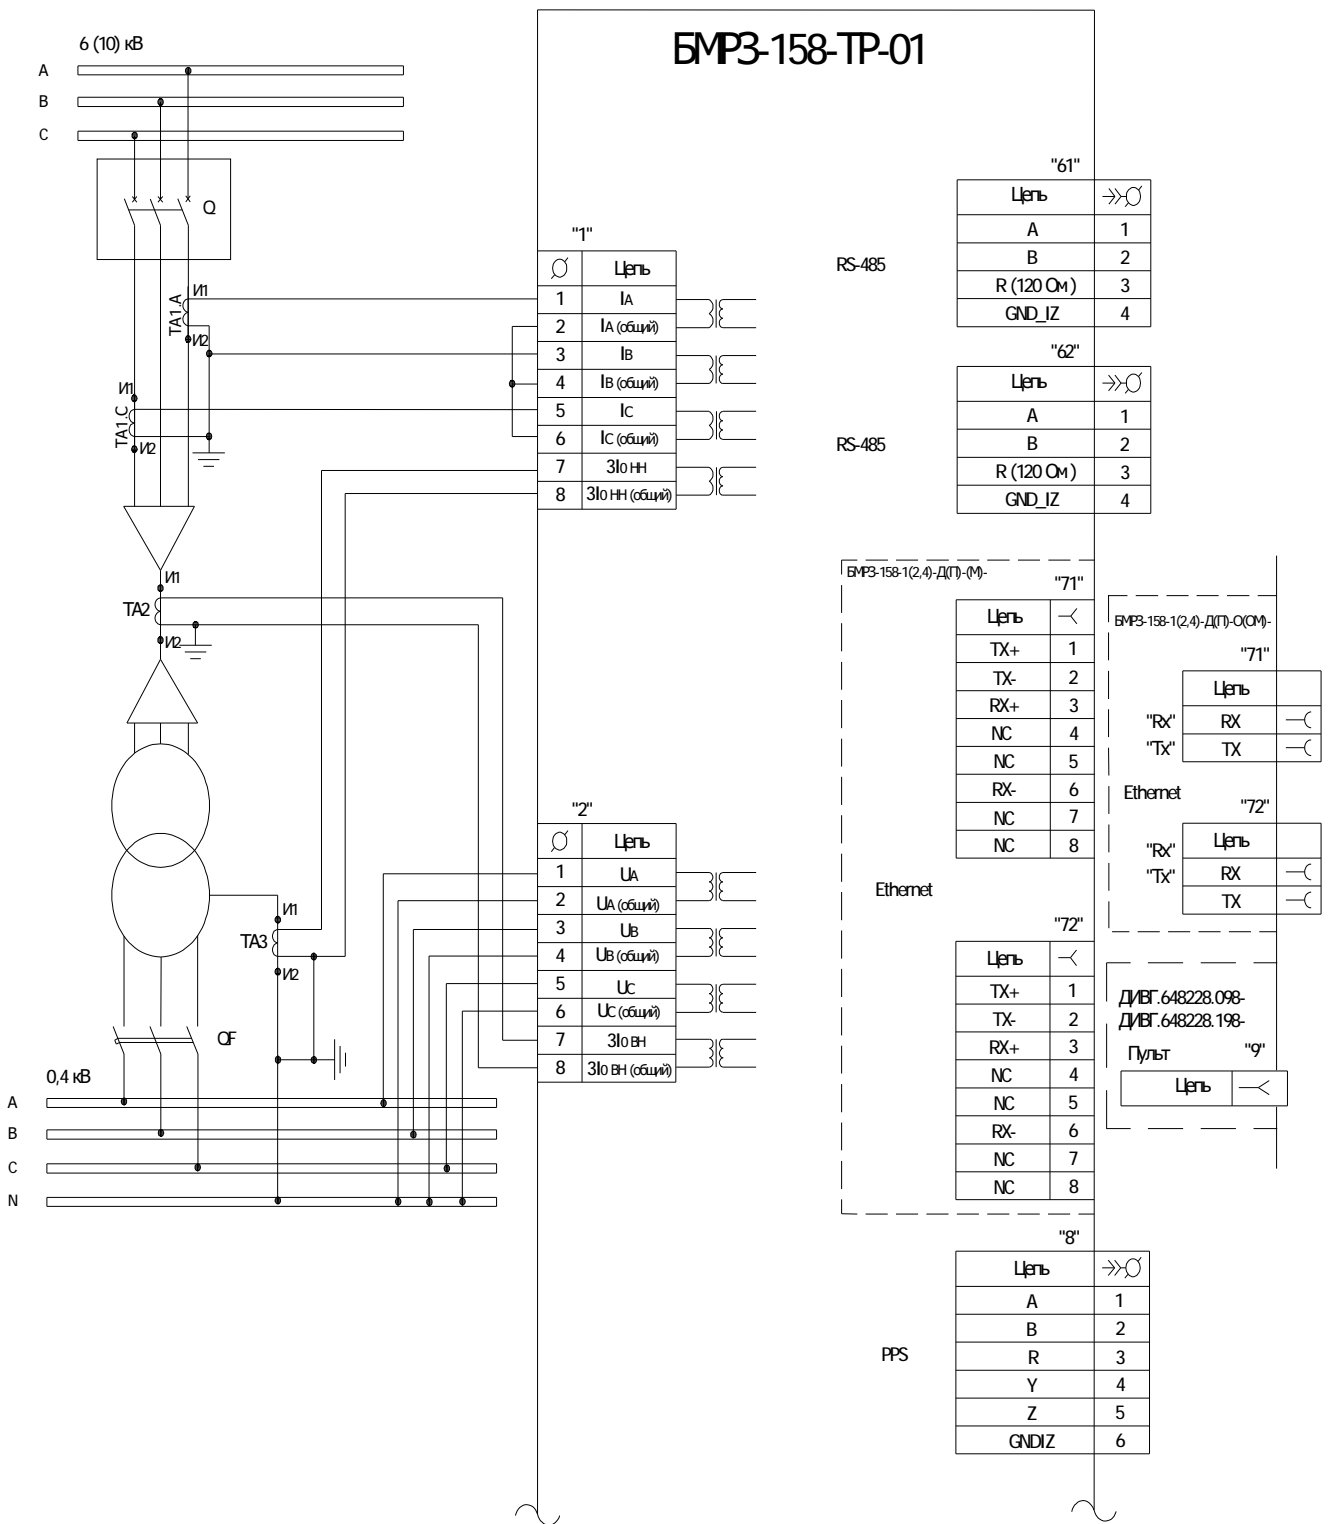 БМРЗ-158-ТР-01
6 (10) кВ
A
B
C
Q
И1
TA1.A
И2
И1
TA1.C
И2
И1
TA2
И2
И1
TA3
И2
QF
0,4 кВ
A
B
C
N
"1"
Цепь
1 IA
2 IA (общий)
3 IB
4 IB (общий)
5 IC
6 IC (общий)
7 3I0 НН
8 3I0 НН (общий)
"2"
Цепь
1 UA
2 UA (общий)
3 UB
4 UB (общий)
5 UC
6 UC (общий)
7 3I0 ВН
8 3I0 ВН (общий)
"61"
RS-485
Цепь
A 1
B 2
R (120 Ом) 3
GND_IZ 4
"62"
RS-485
Цепь
A 1
B 2
R (120 Ом) 3
GND_IZ 4
БМРЗ-158-1(2,4)-Д(П)-(М)-
"71"
Цепь
TX+ 1
TX- 2
RX+ 3
NC 4
NC 5
RX- 6
NC 7
NC 8
Ethernet
"72"
Цепь
TX+ 1
TX- 2
RX+ 3
NC 4
NC 5
RX- 6
NC 7
NC 8
БМРЗ-158-1(2,4)-Д(П)-О(ОМ)-
"71"
Цепь
"Rx" RX
"Tx" TX
Ethernet
"72"
Цепь
"Rx"
RX
"Tx"
TX
ДИВГ.648228.098-
ДИВГ.648228.198-
Пульт "9"
Цепь
"8"
PPS
Цепь
A 1
B 2
R 3
Y 4
Z 5
GNDIZ 6